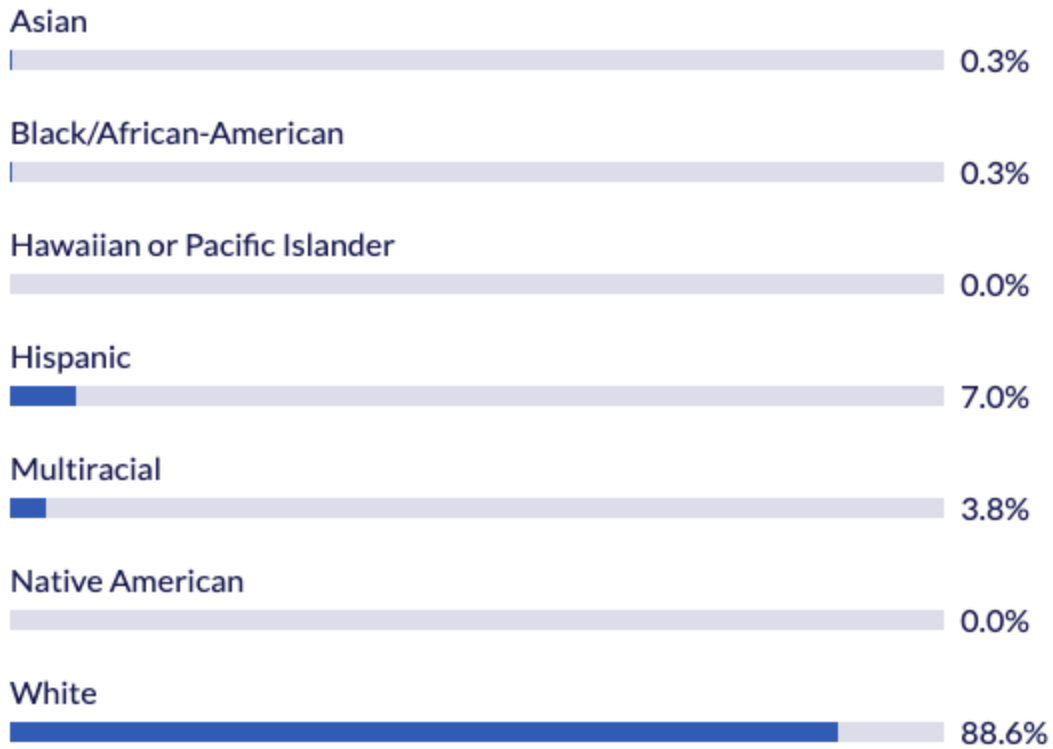 Asian
0.3%
Black/African-American
0.3%
Hawaiian or Pacific Islander
0.0%
Hispanic
7.0%
Multiracial
3.8%
Native American
0.0%
White
88.6%